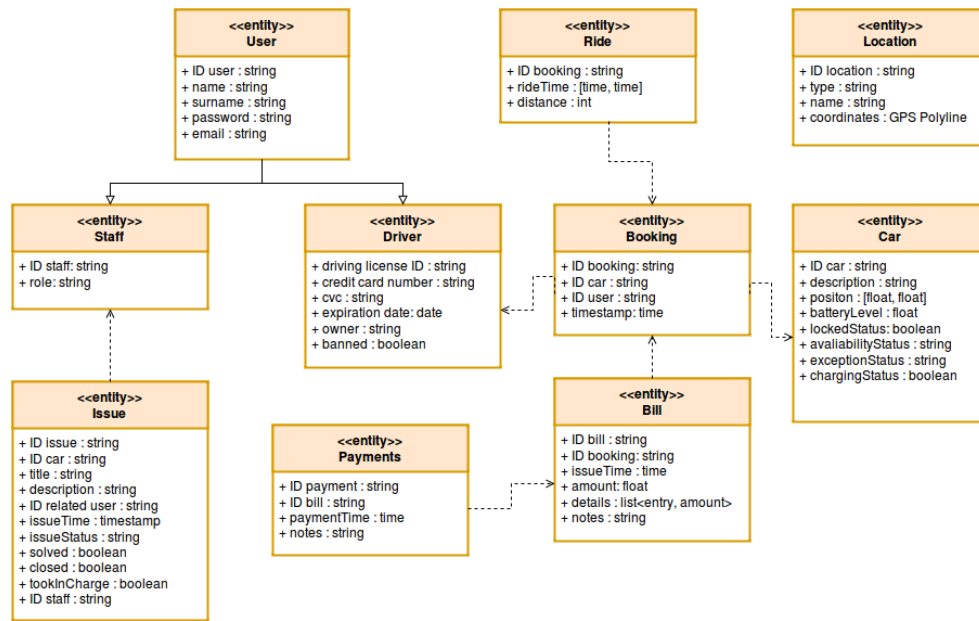 <<entity>>
User
+ ID user : string
+ name : string
+ surname : string
+ password : string
+ email : string
<<entity>>
Ride
+ ID booking : string
+ rideTime : [time, time]
+ distance : int
<<entity>>
Location
+ ID location : string
+ type : string
+ name : string
+ coordinates : GPS Polyline
<<entity>>
Staff
+ ID staff: string
+ role: string
<<entity>>
Driver
+ driving license ID : string
+ credit card number : string
+ cvc : string
+ expiration date: date
+ owner : string
+ banned : boolean
<<entity>>
Booking
+ ID booking: string
+ ID car : string
+ ID user : string
+ timestamp: time
<<entity>>
Car
+ ID car : string
+ description : string
+ positon : [float, float]
+ batteryLevel : float
+ lockedStatus: boolean
+ avaliabilityStatus : string
+ exceptionStatus : string
+ chargingStatus : boolean
<<entity>>
Issue
+ ID issue : string
+ ID car : string
+ title : string
+ description : string
+ ID related user : string
+ issueTime : timestamp
+ issueStatus : string
+ solved : boolean
+ closed : boolean
+ tookInCharge : boolean
+ ID staff : string
<<entity>>
Payments
+ ID payment : string
+ ID bill : string
+ paymentTime : time
+ notes : string
<<entity>>
Bill
+ ID bill : string
+ ID booking: string
+ issueTime : time
+ amount: float
+ details : list<entry, amount>
+ notes : string